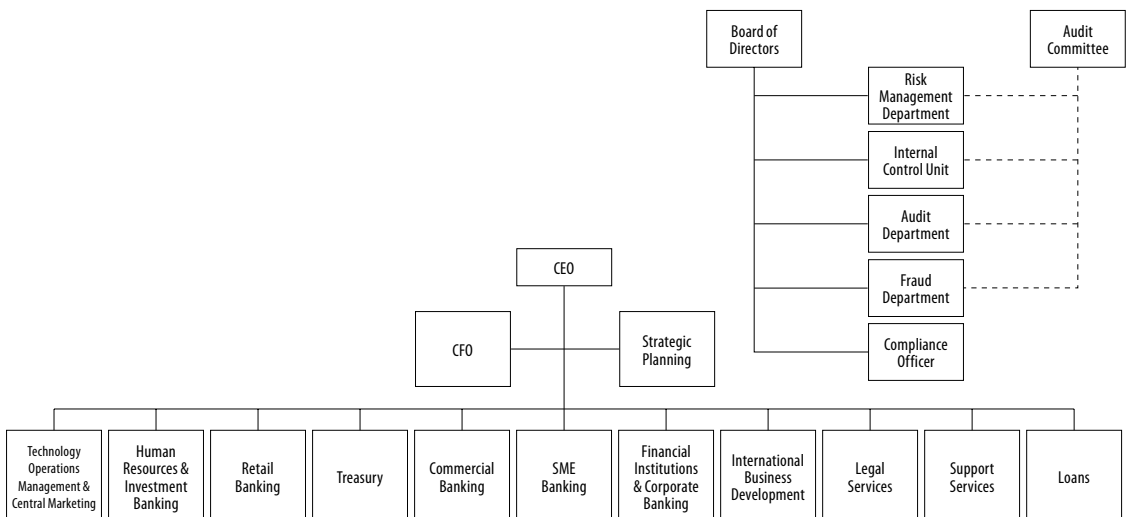 Board of
Directors
Audit
Committee
Risk
Management
Department
Internal
Control Unit
Audit
Department
Fraud
Department
Compliance
Officer
CEO
CFO
Strategic
Planning
Technology
Operations
Management &
Central Marketing
Human
Resources &
Investment
Banking
Retail
Banking
Treasury
Commercial
Banking
SME
Banking
Financial
Institutions
& Corporate
Banking
International
Business
Development
Legal
Services
Support
Services
Loans